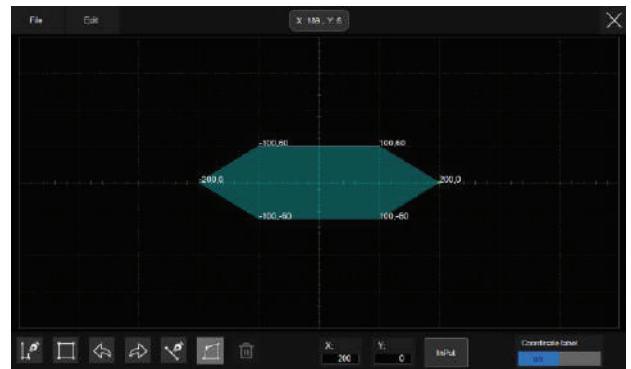 File
Edit
X: 189 , Y: 6
-100,60
100,60
-200,0
200,0
-100,-60
100,-60
X:
200
Y:
0
InPut
Coordinate label
on